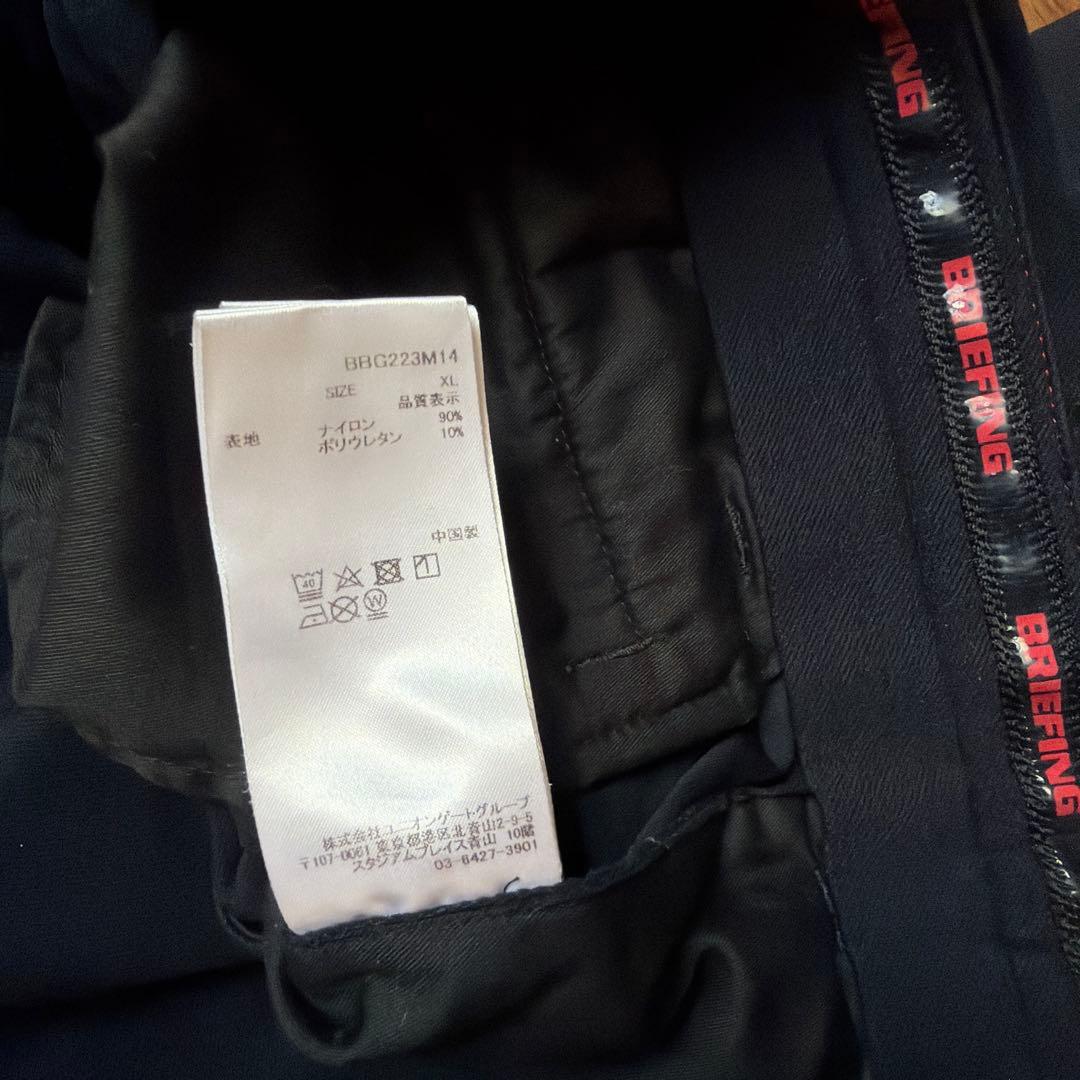 BBG223M14
SIZE XL
品質表示
表地 ナイロン 90%
ポリウレタン 10%
中国製
40
W
株式会社ユニオンゲートグループ
〒107-0061 東京都港区北青山2-9-5
スタジアムプレイス青山 10階
03-6427-3901
BRIEFING
BRIEFING
BRIEFING